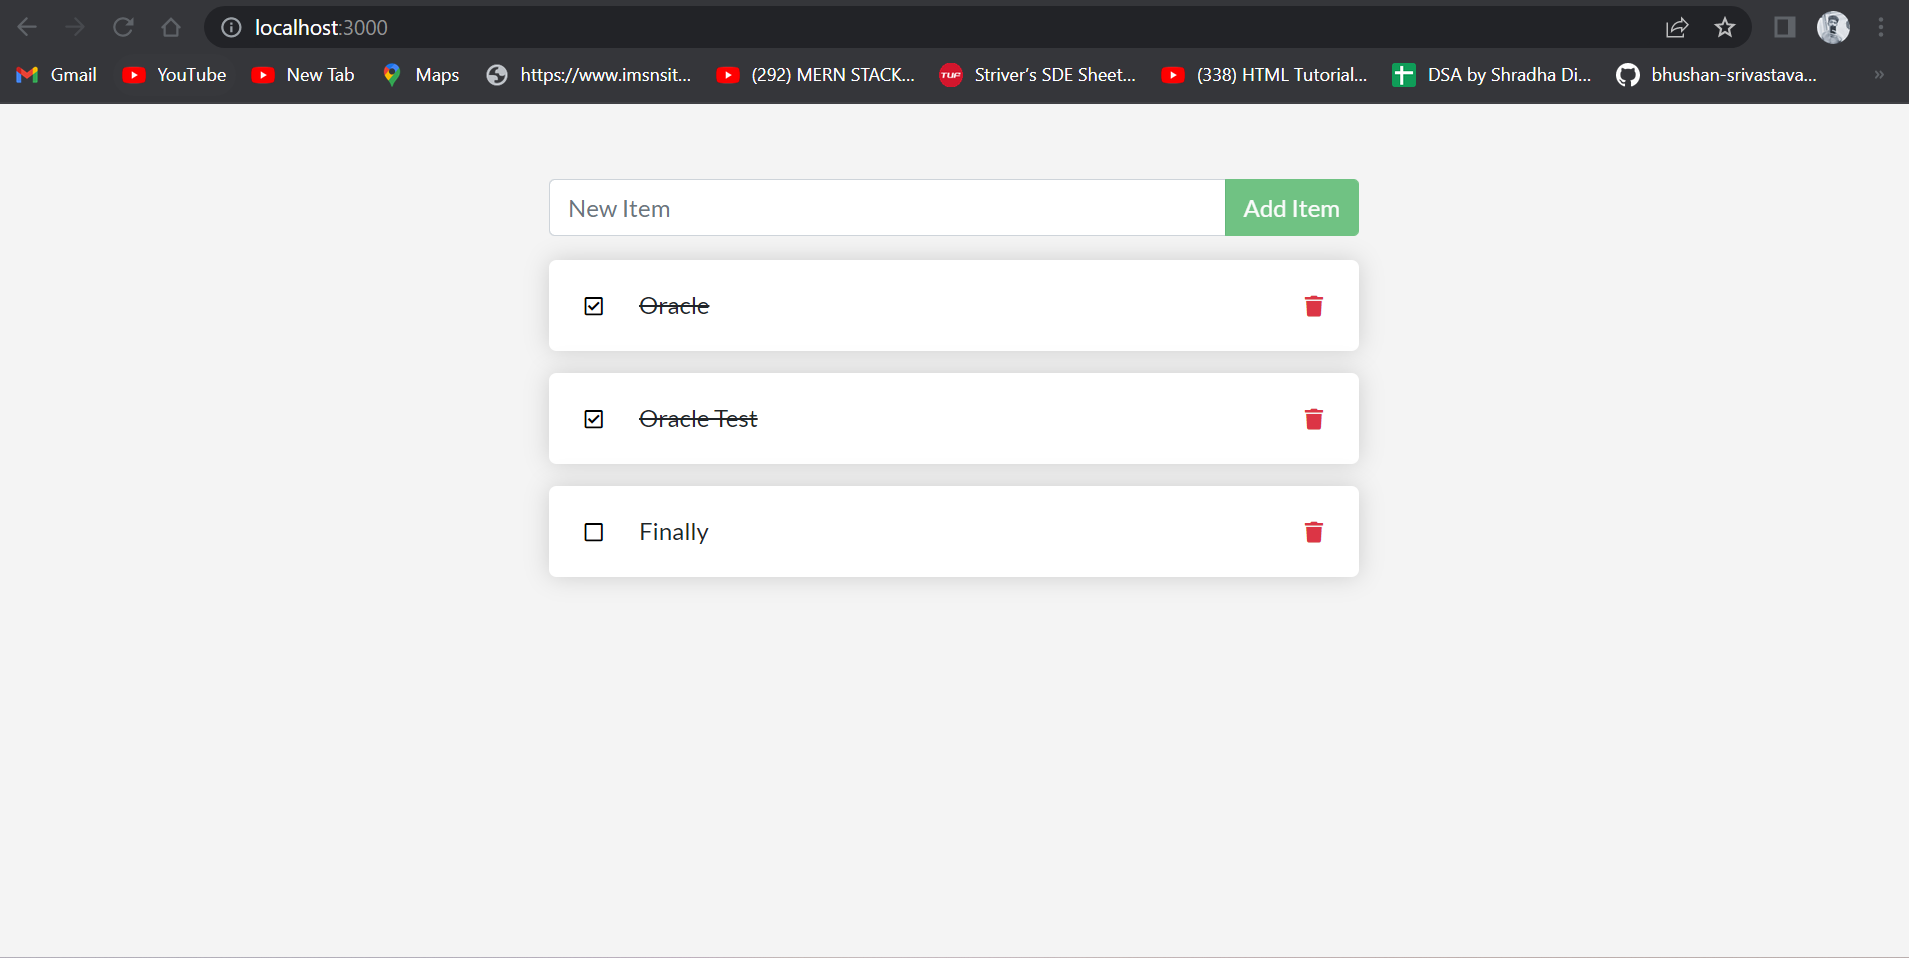 localhost:3000
Gmail YouTube New Tab Maps https://www.imsnsit... (292) MERN STACK... TUF Striver's SDE Sheet... (338) HTML Tutorial... DSA by Shradha Di... bhushan-srivastava... »
New Item Add Item
Oracle
Oracle Test
Finally